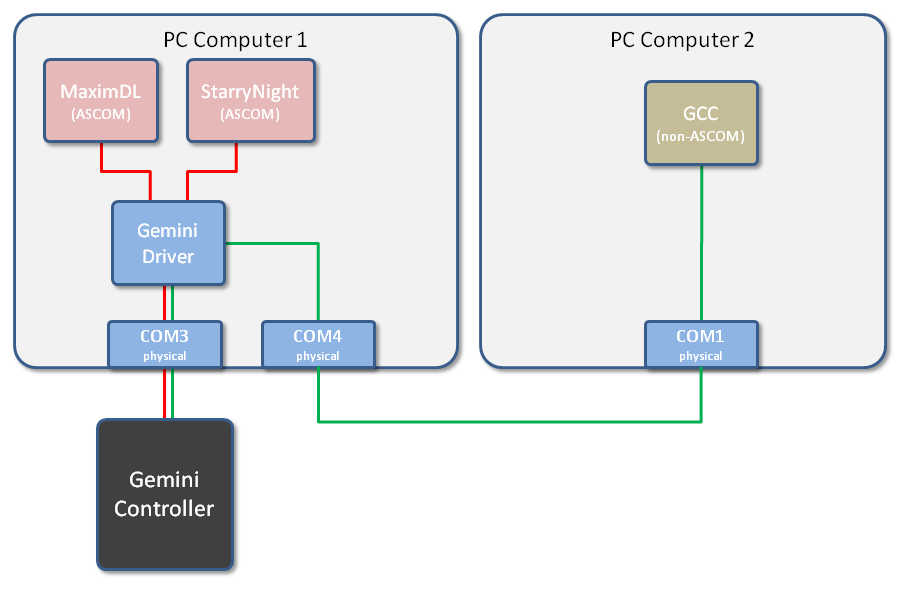 PC Computer 1
PC Computer 2
MaximDL
(ASCOM)
StarryNight
(ASCOM)
GCC
(non-ASCOM)
Gemini
Driver
COM3
physical
COM4
physical
COM1
physical
Gemini
Controller